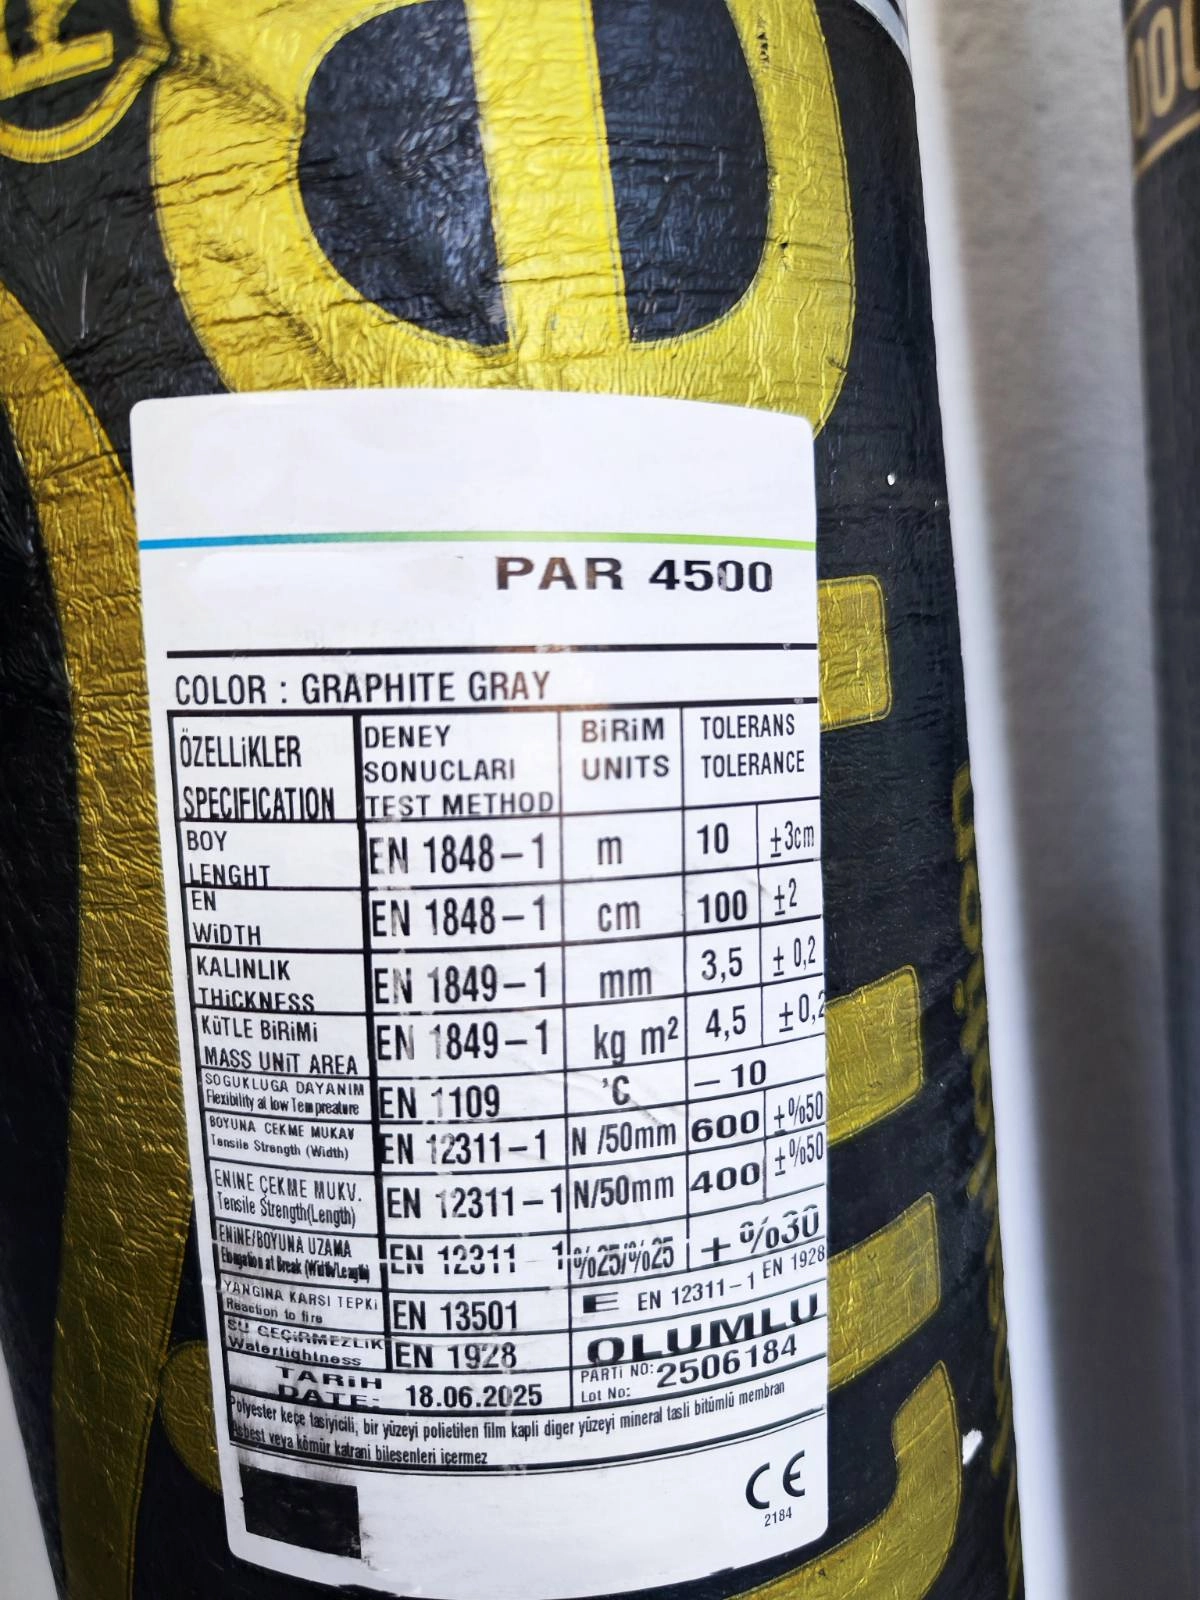 PAR 4500
COLOR : GRAPHITE GRAY
ÖZELLiKLER
SPECIFICATION
DENEY
SONUCLARI
TEST METHOD
BiRiM
UNITS
TOLERANS
TOLERANCE
BOY
LENGHT
EN 1848-1
m
10
±3cm
EN
WiDTH
EN 1848-1
cm
100
±2
KALINLIK
THiCKNESS
EN 1849-1
mm
3,5
± 0,2
KüTLE BiRiMi
MASS UNiT AREA
EN 1849-1
kg m²
4,5
±0,2
SOGUKLUGA DAYANIM
Flexibility at low Tempreature
EN 1109
°C
-10
BOYUNA CEKME MUKAV
Tensile Strength (Width)
EN 12311-1
N /50mm
600
+%50
ENINE ÇEKME MUKV.
Tensile Strength(Length)
EN 12311-1
N/50mm
400
±%50
ENiNE/BOYUNA UZAMA
Elongation at Break (Width/Length)
EN 12311 1
%25/%25
+%30
YANGINA KARSI TEPKi
Reaction to fire
EN 13501
E EN 12311-1 EN 1928
SU GEÇiRMEZLiK
Watertightness
EN 1928
OLUMLU
TARiH
DATE:
18.06.2025
PARTi NO:
Lot No:
2506184
Polyester keçe tasiyicili, bir yüzeyi polietilen film kapli diger yüzeyi mineral tasli bitümlü membran
Asbest veya kömür katrani bilesenleri içermez
CE
2184